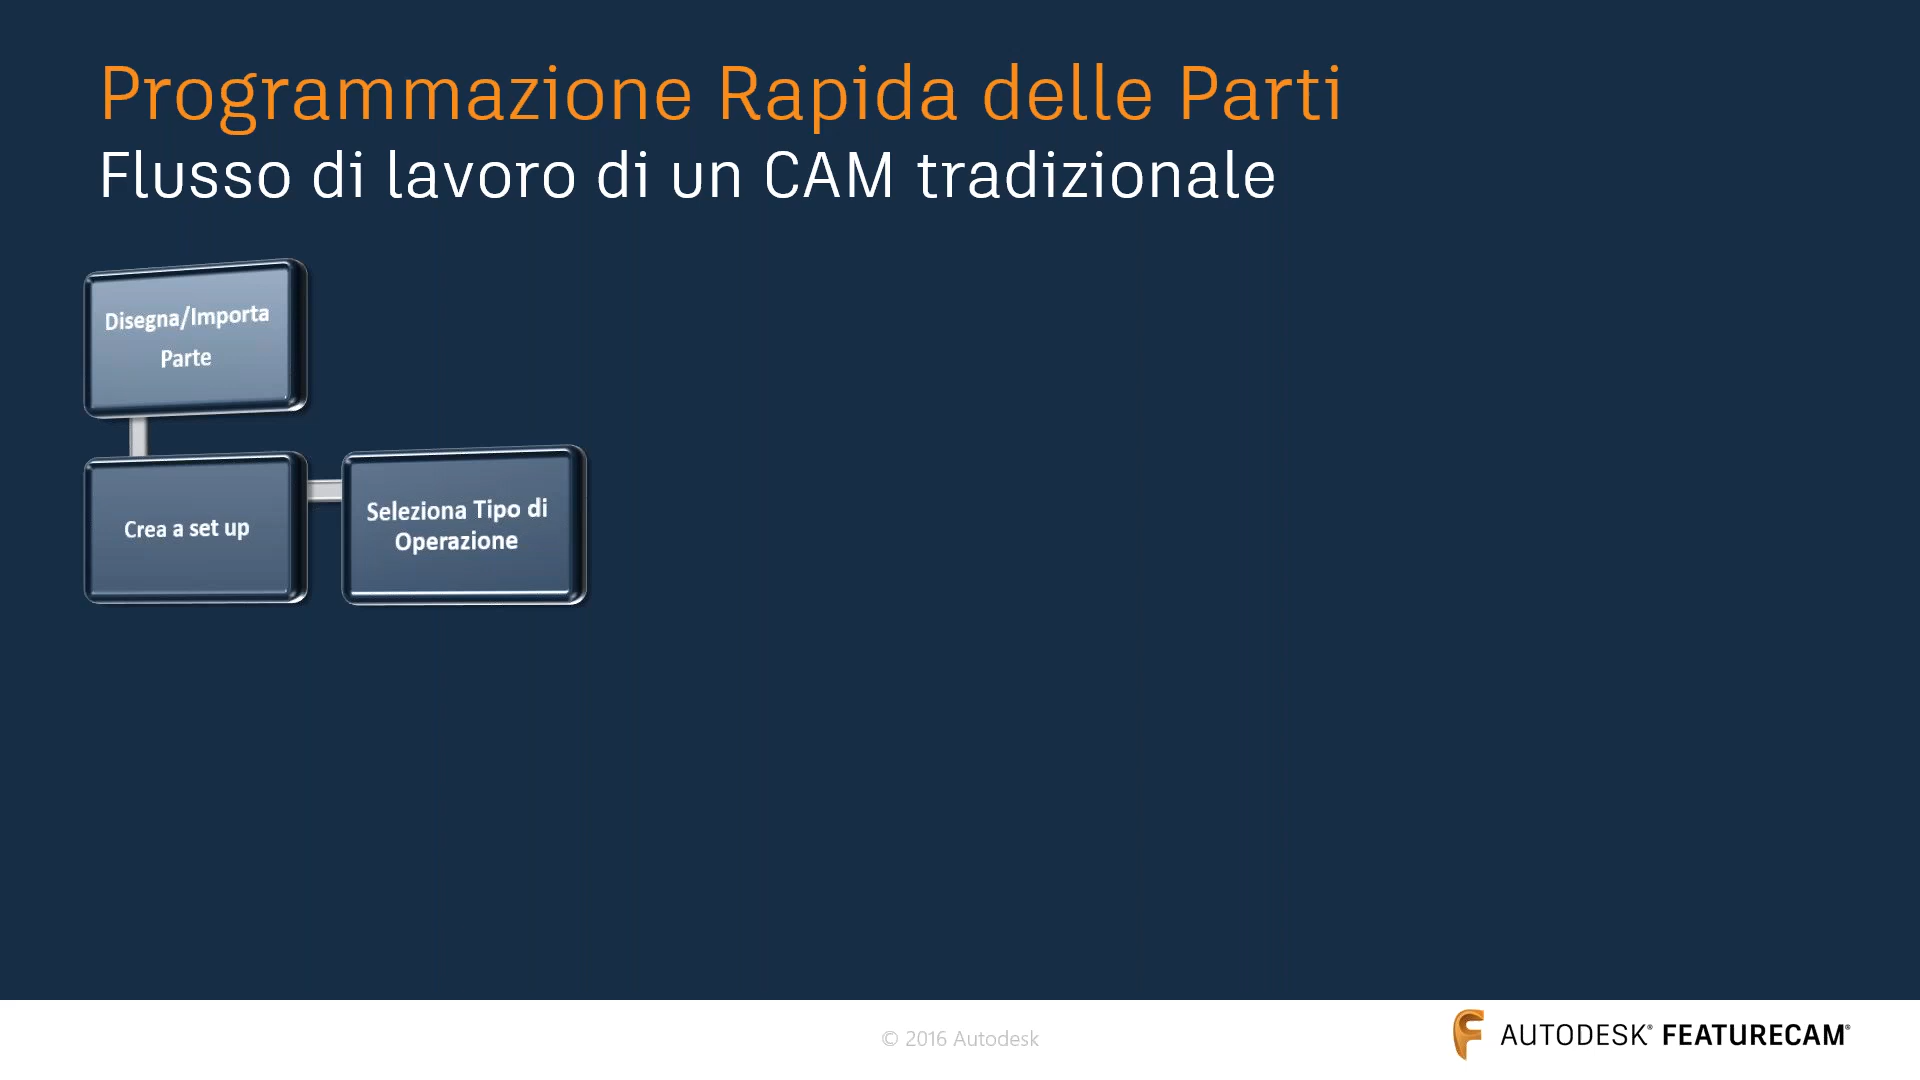 Programmazione Rapida delle Parti
Flusso di lavoro di un CAM tradizionale
Disegna/Importa
Parte
Crea a set up
Seleziona Tipo di
Operazione
© 2016 Autodesk
AUTODESK® FEATURECAM®